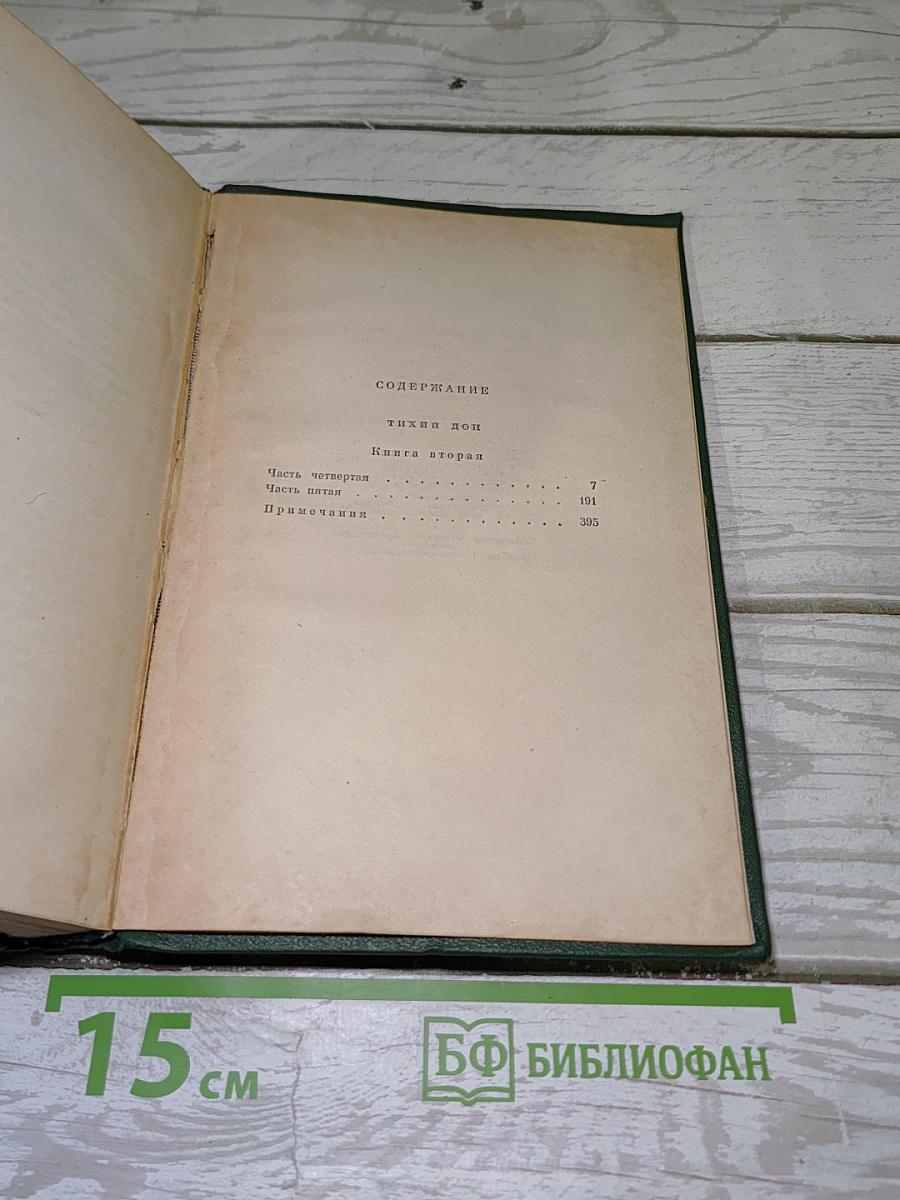 СОДЕРЖАНИЕ
ТИХИЙ ДОН
Книга вторая
Часть четвертая . . . . . . . . . . . . 7
Часть пятая . . . . . . . . . . . . . . 191
Примечания . . . . . . . . . . . . 395
15 см
БФ БИБЛИОФАН